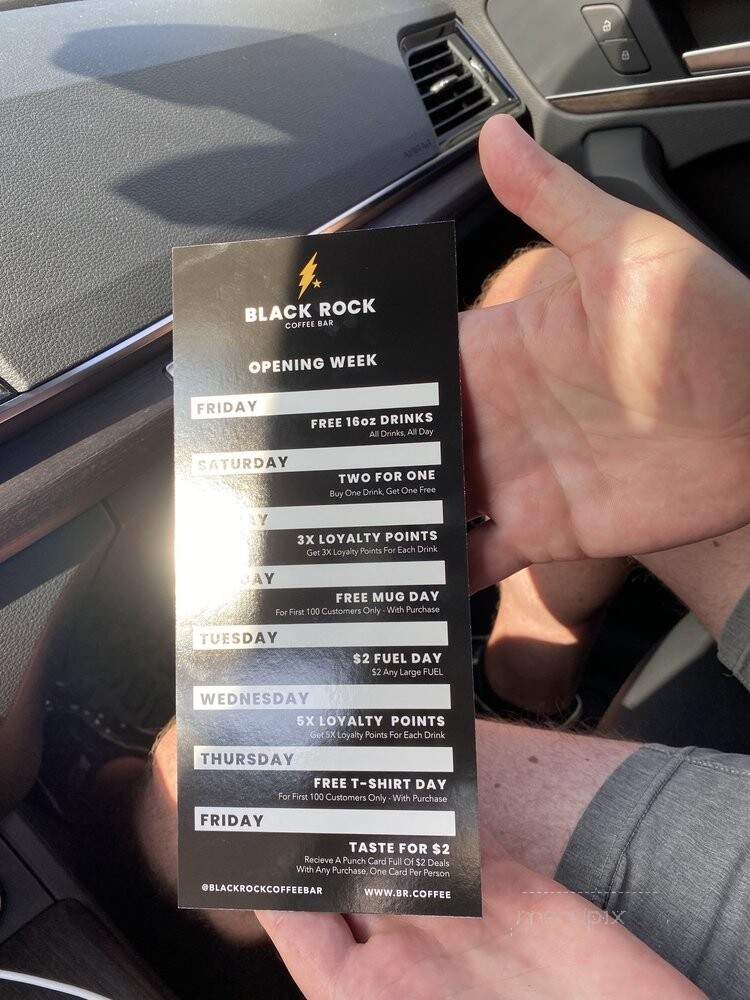 BLACK ROCK
COFFEE BAR
OPENING WEEK
FRIDAY
FREE 16oz DRINKS
All Drinks, All Day
SATURDAY
TWO FOR ONE
Buy One Drink, Get One Free
3X LOYALTY POINTS
Get 3X Loyalty Points For Each Drink
FREE MUG DAY
For First 100 Customers Only - With Purchase
TUESDAY
$2 FUEL DAY
$2 Any Large FUEL
WEDNESDAY
5X LOYALTY POINTS
Get 5X Loyalty Points For Each Drink
THURSDAY
FREE T-SHIRT DAY
For First 100 Customers Only - With Purchase
FRIDAY
TASTE FOR $2
Recieve A Punch Card Full Of $2 Deals
With Any Purchase, One Card Per Person
@BLACKROCKCOFFEEBAR WWW.BR.COFFEE